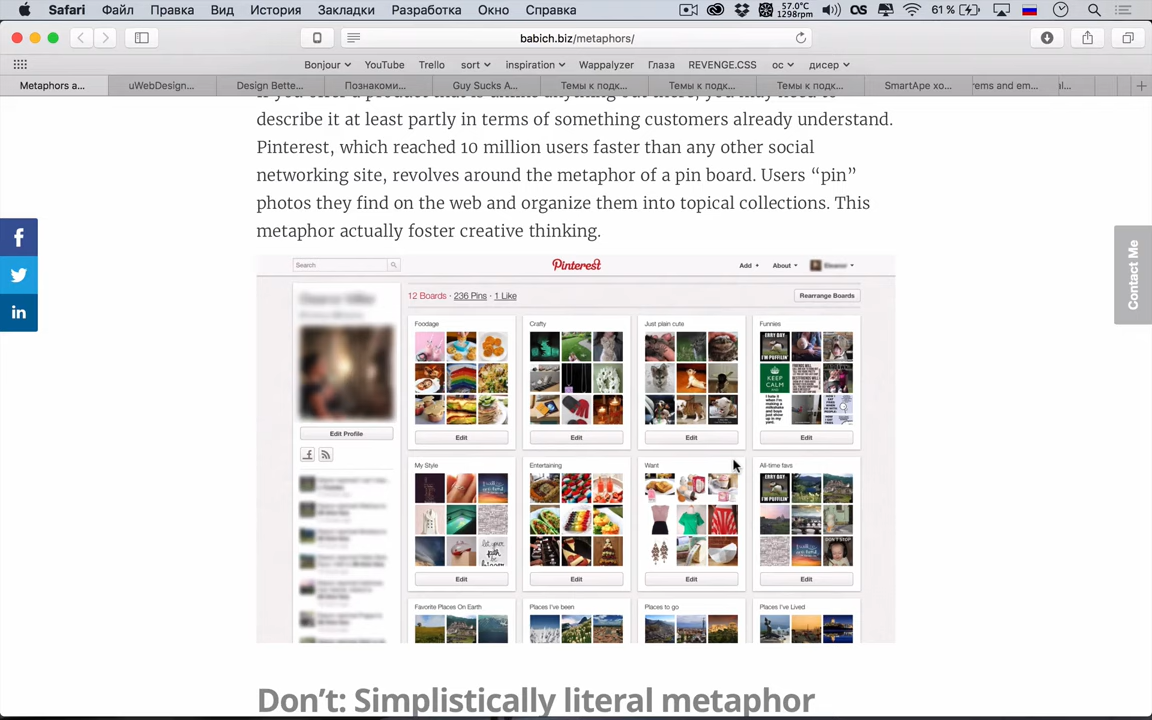 Safari Файл Правка Вид История Закладки Разработка Окно Справка 57.0°C 1298rpm 61 %
babich.biz/metaphors/
Bonjour YouTube Trello sort inspiration Wappalyzer Глаза REVENGE.CSS ос дисер
Metaphors a... uWebDesign... Design Bette... Познакоми... Guy Sucks A... Темы к подк... Темы к подк... Темы к подк... SmartApe хо...
describe it at least partly in terms of something customers already understand.
Pinterest, which reached 10 million users faster than any other social
networking site, revolves around the metaphor of a pin board. Users “pin”
photos they find on the web and organize them into topical collections. This
metaphor actually foster creative thinking.
Search Pinterest Add About
12 Boards · 236 Pins · 1 Like Rearrange Boards
Foodage Crafty Just plain cute Funnies
Edit Profile
Edit Edit Edit Edit
My Style Entertaining Want All-time favs
Edit Edit Edit Edit
Favorite Places On Earth Places I've been Places to go Places I've Lived
Don’t: Simplistically literal metaphor
Contact Me